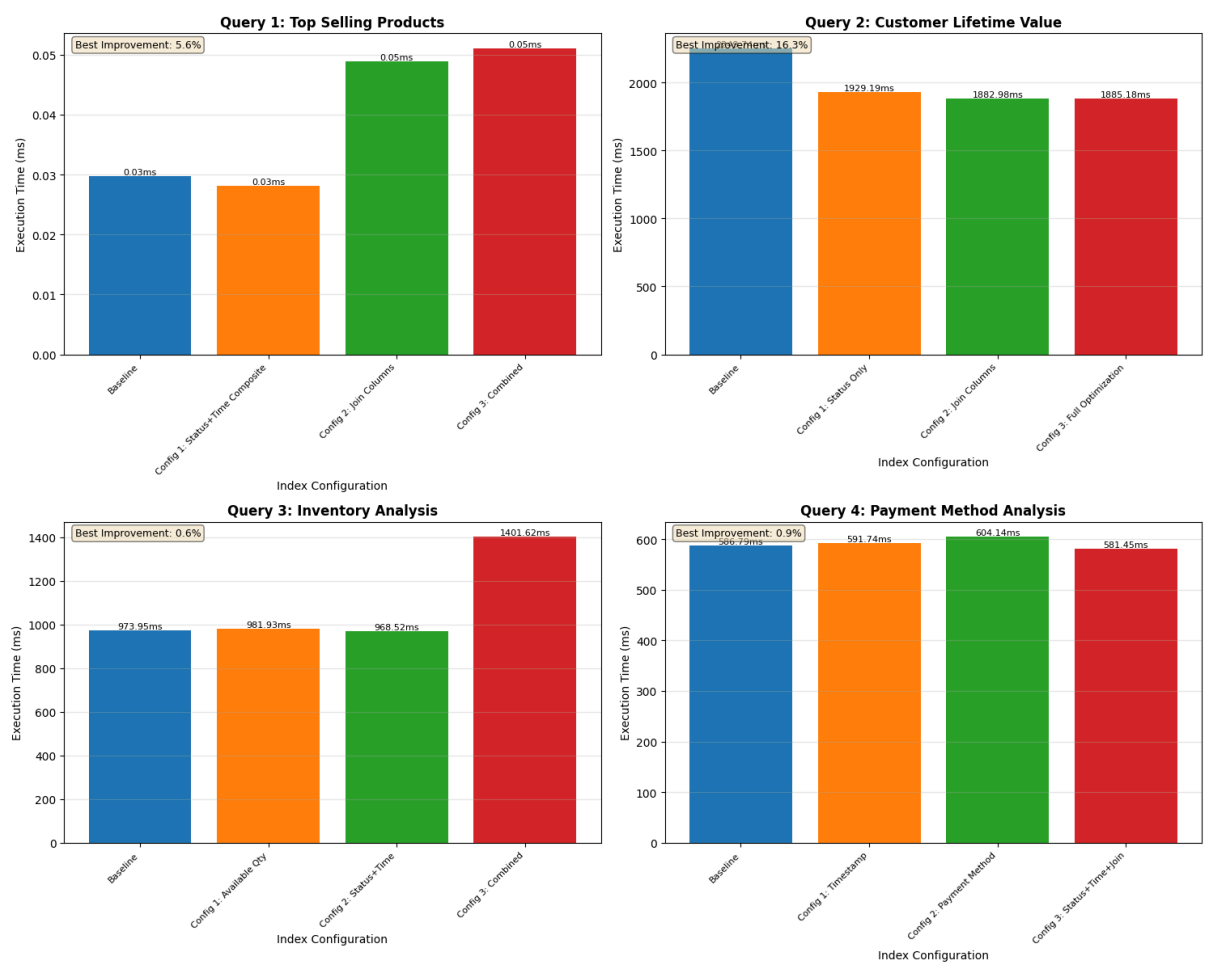 Query 1: Top Selling Products
Best Improvement: 5.6%
Execution Time (ms)
0.05
0.04
0.03
0.02
0.01
0.00
0.03ms
0.03ms
0.05ms
0.05ms
Baseline
Config 1: Status+Time Composite
Config 2: Join Columns
Config 3: Combined
Index Configuration
Query 2: Customer Lifetime Value
Best Improvement: 16.3%
Execution Time (ms)
2000
1500
1000
500
0
1929.19ms
1882.98ms
1885.18ms
Baseline
Config 1: Status Only
Config 2: Join Columns
Config 3: Full Optimization
Index Configuration
Query 3: Inventory Analysis
Best Improvement: 0.6%
Execution Time (ms)
1400
1200
1000
800
600
400
200
0
973.95ms
981.93ms
968.52ms
1401.62ms
Baseline
Config 1: Available Qty
Config 2: Status+Time
Config 3: Combined
Index Configuration
Query 4: Payment Method Analysis
Best Improvement: 0.9%
Execution Time (ms)
600
500
400
300
200
100
0
586.79ms
591.74ms
604.14ms
581.45ms
Baseline
Config 1: Timestamp
Config 2: Payment Method
Config 3: Status+Time+Join
Index Configuration